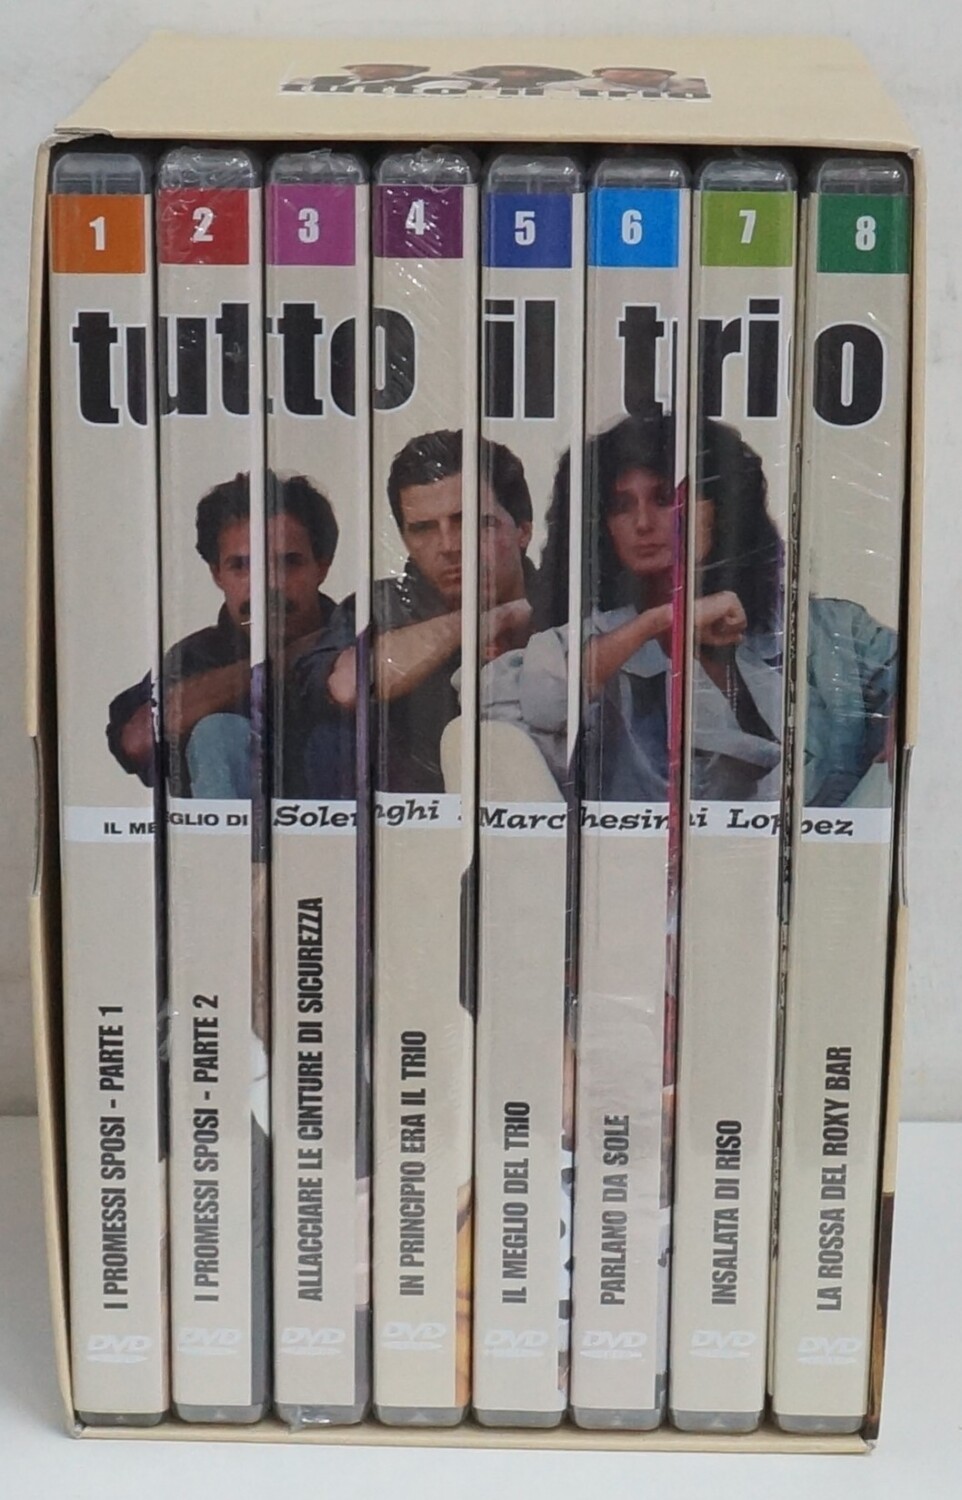 tutto il trio
1 2 3 4 5 6 7 8
tutto il trio
IL MEGLIO DI Solenghi Marchesini Lopez
I PROMESSI SPOSI - PARTE 1
I PROMESSI SPOSI - PARTE 2
ALLACCIARE LE CINTURE DI SICUREZZA
IN PRINCIPIO ERA IL TRIO
IL MEGLIO DEL TRIO
PARLANO DA SOLE
INSALATA DI RISO
LA ROSSA DEL ROXY BAR
DVD DVD DVD DVD DVD DVD DVD DVD